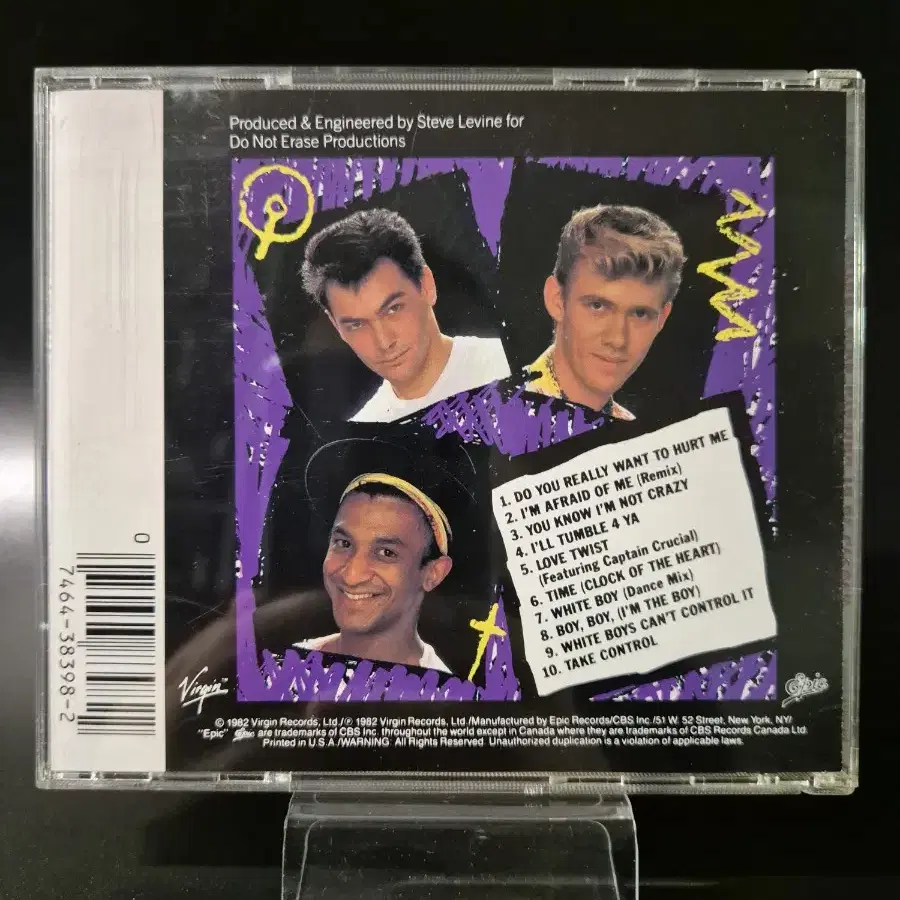 Produced & Engineered by Steve Levine for
Do Not Erase Productions
1. DO YOU REALLY WANT TO HURT ME
2. I'M AFRAID OF ME (Remix)
3. YOU KNOW I'M NOT CRAZY
4. I'LL TUMBLE 4 YA
5. LOVE TWIST
(Featuring Captain Crucial)
6. TIME (CLOCK OF THE HEART)
7. WHITE BOY (Dance Mix)
8. BOY, BOY, (I'M THE BOY)
9. WHITE BOYS CAN'T CONTROL IT
10. TAKE CONTROL
0
7464-38398-2
Virgin™
Epic
© 1982 Virgin Records, Ltd./℗ 1982 Virgin Records, Ltd./Manufactured by Epic Records/CBS Inc./51 W. 52 Street, New York, NY/
"Epic" Epic are trademarks of CBS Inc. throughout the world except in Canada where they are trademarks of CBS Records Canada Ltd.
Printed in U.S.A./WARNING: All Rights Reserved. Unauthorized duplication is a violation of applicable laws.